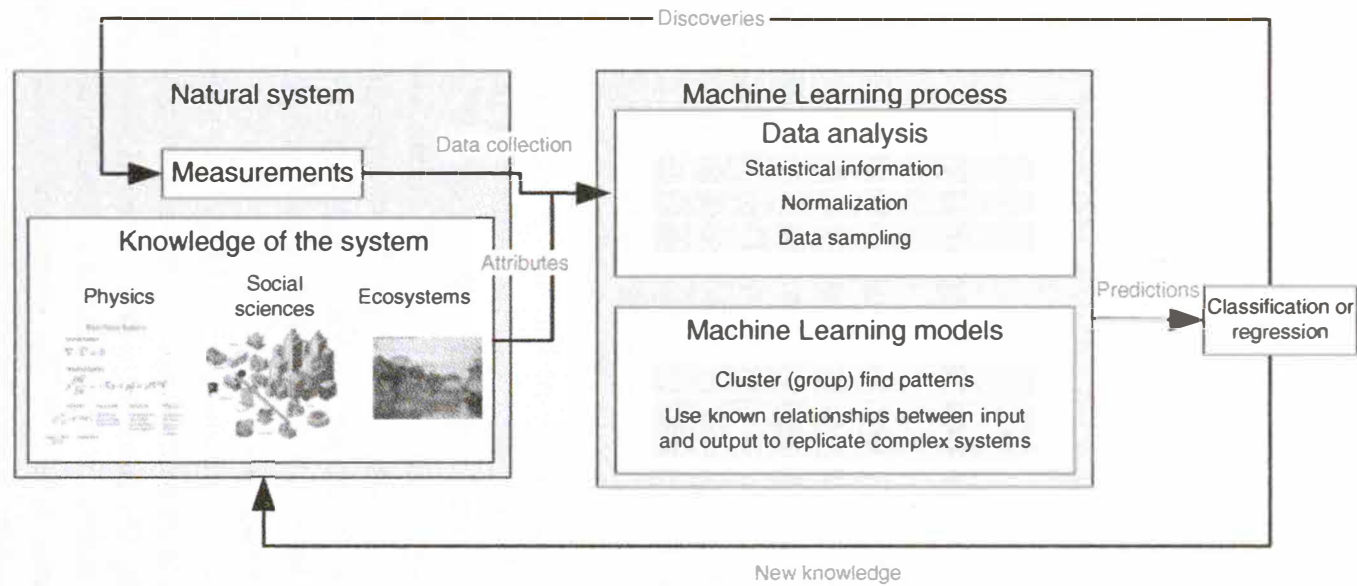 Discoveries
Natural system
Measurements
Data collection
Knowledge of the system
Attributes
Physics
Social
sciences
Ecosystems
Machine Learning process
Data analysis
Statistical information
Normalization
Data sampling
Machine Learning models
Cluster (group) find patterns
Use known relationships between input
and output to replicate complex systems
Predictions
Classification or
regression
New knowledge